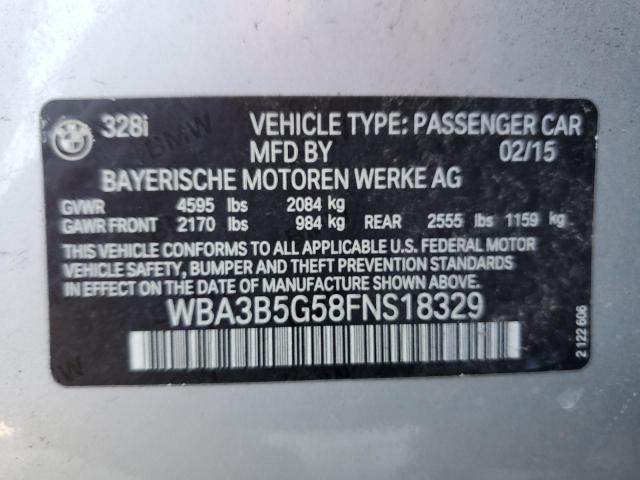 328i VEHICLE TYPE: PASSENGER CAR
MFD BY 02/15
BAYERISCHE MOTOREN WERKE AG
GVWR 4595 lbs 2084 kg
GAWR FRONT 2170 lbs 984 kg REAR 2555 lbs 1159 kg
THIS VEHICLE CONFORMS TO ALL APPLICABLE U.S. FEDERAL MOTOR
VEHICLE SAFETY, BUMPER AND THEFT PREVENTION STANDARDS
IN EFFECT ON THE DATE OF MANUFACTURE SHOWN ABOVE.
WBA3B5G58FNS18329
2 122 606
BMW
W